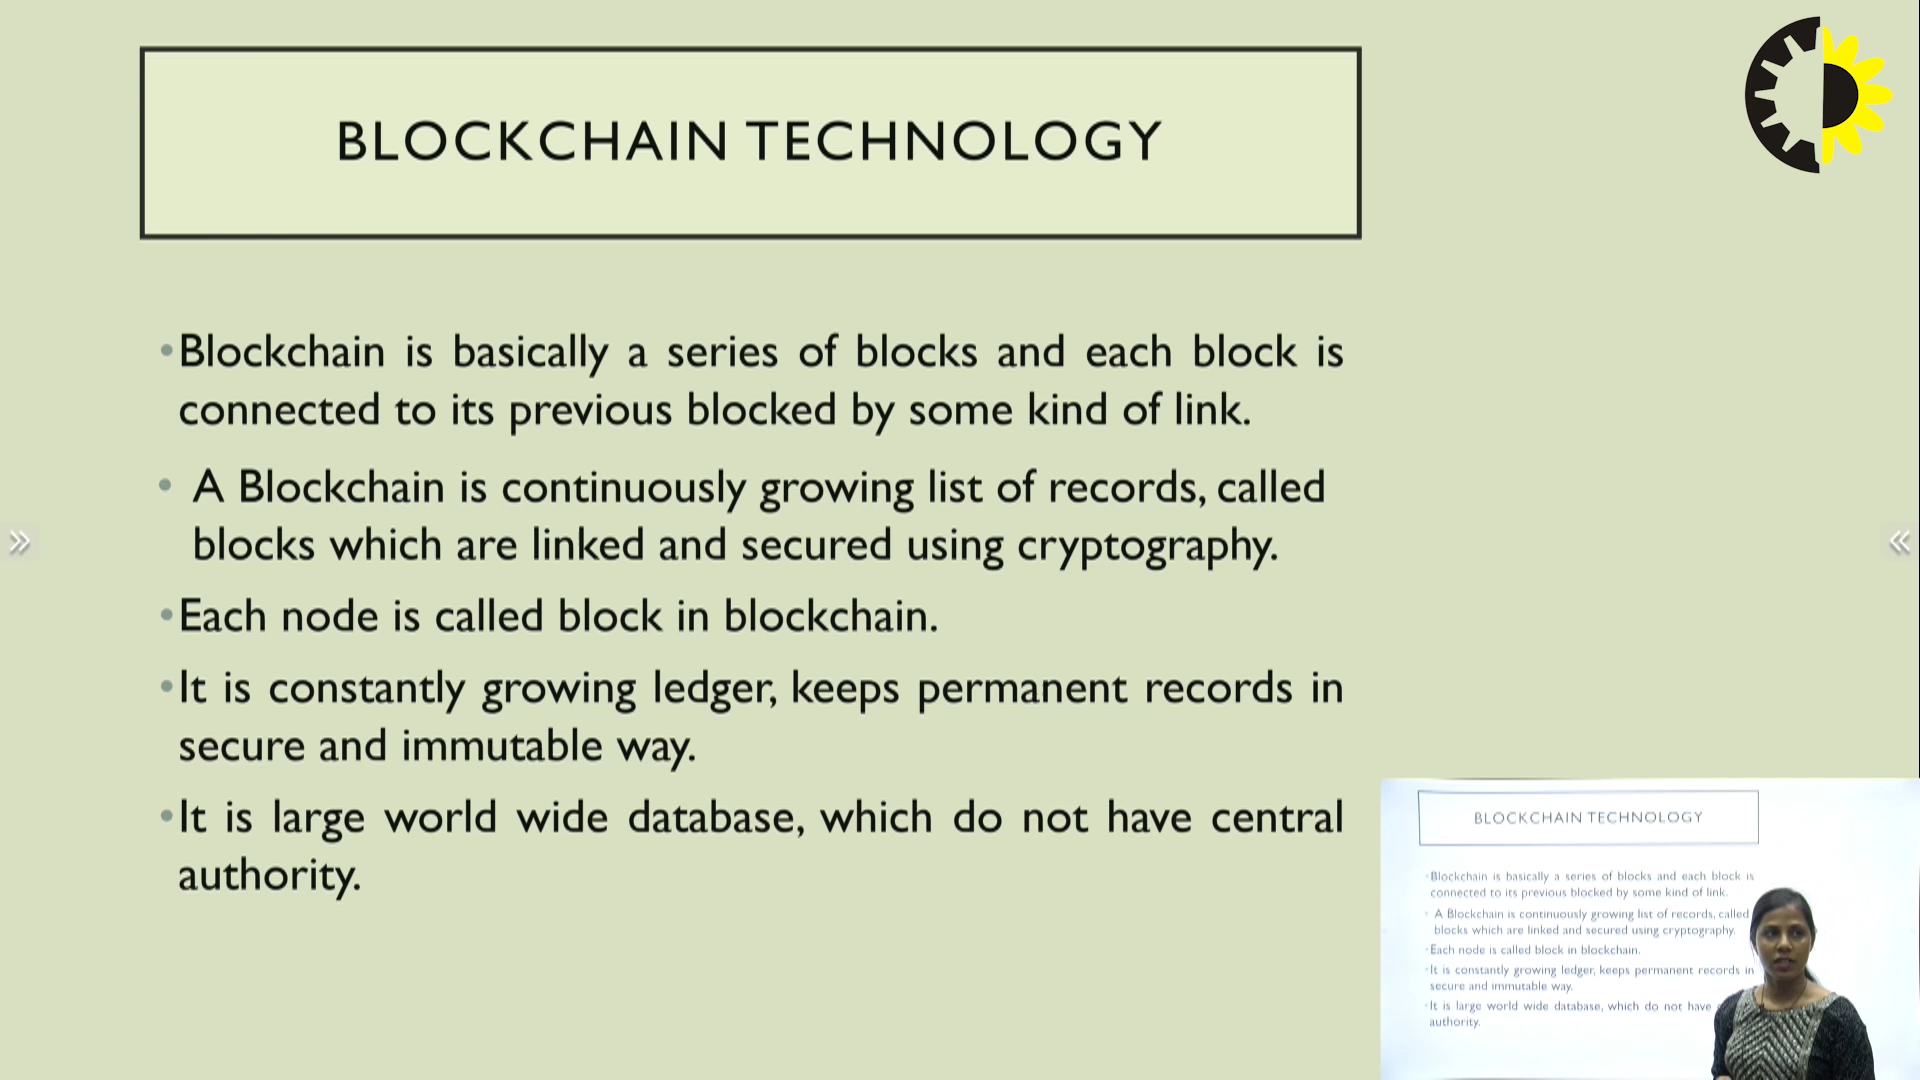 BLOCKCHAIN TECHNOLOGY
•Blockchain is basically a series of blocks and each block is
connected to its previous blocked by some kind of link.
• A Blockchain is continuously growing list of records, called
blocks which are linked and secured using cryptography.
•Each node is called block in blockchain.
•It is constantly growing ledger, keeps permanent records in
secure and immutable way.
•It is large world wide database, which do not have central
authority.
BLOCKCHAIN TECHNOLOGY
•Blockchain is basically a series of blocks and each block is
connected to its previous blocked by some kind of link.
• A Blockchain is continuously growing list of records, called
blocks which are linked and secured using cryptography.
•Each node is called block in blockchain.
•It is constantly growing ledger, keeps permanent records in
secure and immutable way.
•It is large world wide database, which do not have
authority.